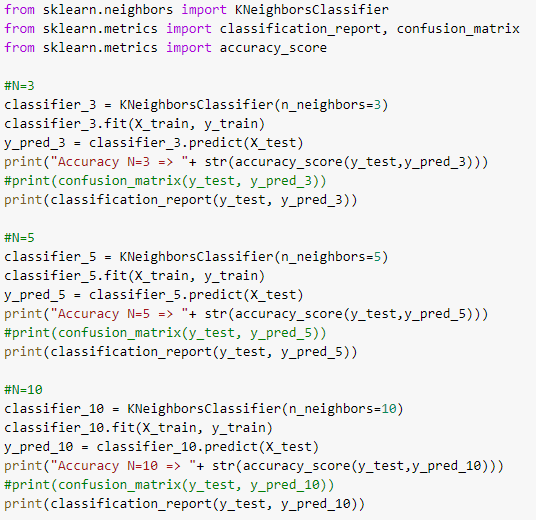 from sklearn.neighbors import KNeighborsClassifier
from sklearn.metrics import classification_report, confusion_matrix
from sklearn.metrics import accuracy_score

#N=3
classifier_3 = KNeighborsClassifier(n_neighbors=3)
classifier_3.fit(X_train, y_train)
y_pred_3 = classifier_3.predict(X_test)
print("Accuracy N=3 => "+ str(accuracy_score(y_test,y_pred_3)))
#print(confusion_matrix(y_test, y_pred_3))
print(classification_report(y_test, y_pred_3))

#N=5
classifier_5 = KNeighborsClassifier(n_neighbors=5)
classifier_5.fit(X_train, y_train)
y_pred_5 = classifier_5.predict(X_test)
print("Accuracy N=5 => "+ str(accuracy_score(y_test,y_pred_5)))
#print(confusion_matrix(y_test, y_pred_5))
print(classification_report(y_test, y_pred_5))

#N=10
classifier_10 = KNeighborsClassifier(n_neighbors=10)
classifier_10.fit(X_train, y_train)
y_pred_10 = classifier_10.predict(X_test)
print("Accuracy N=10 => "+ str(accuracy_score(y_test,y_pred_10)))
#print(confusion_matrix(y_test, y_pred_10))
print(classification_report(y_test, y_pred_10))